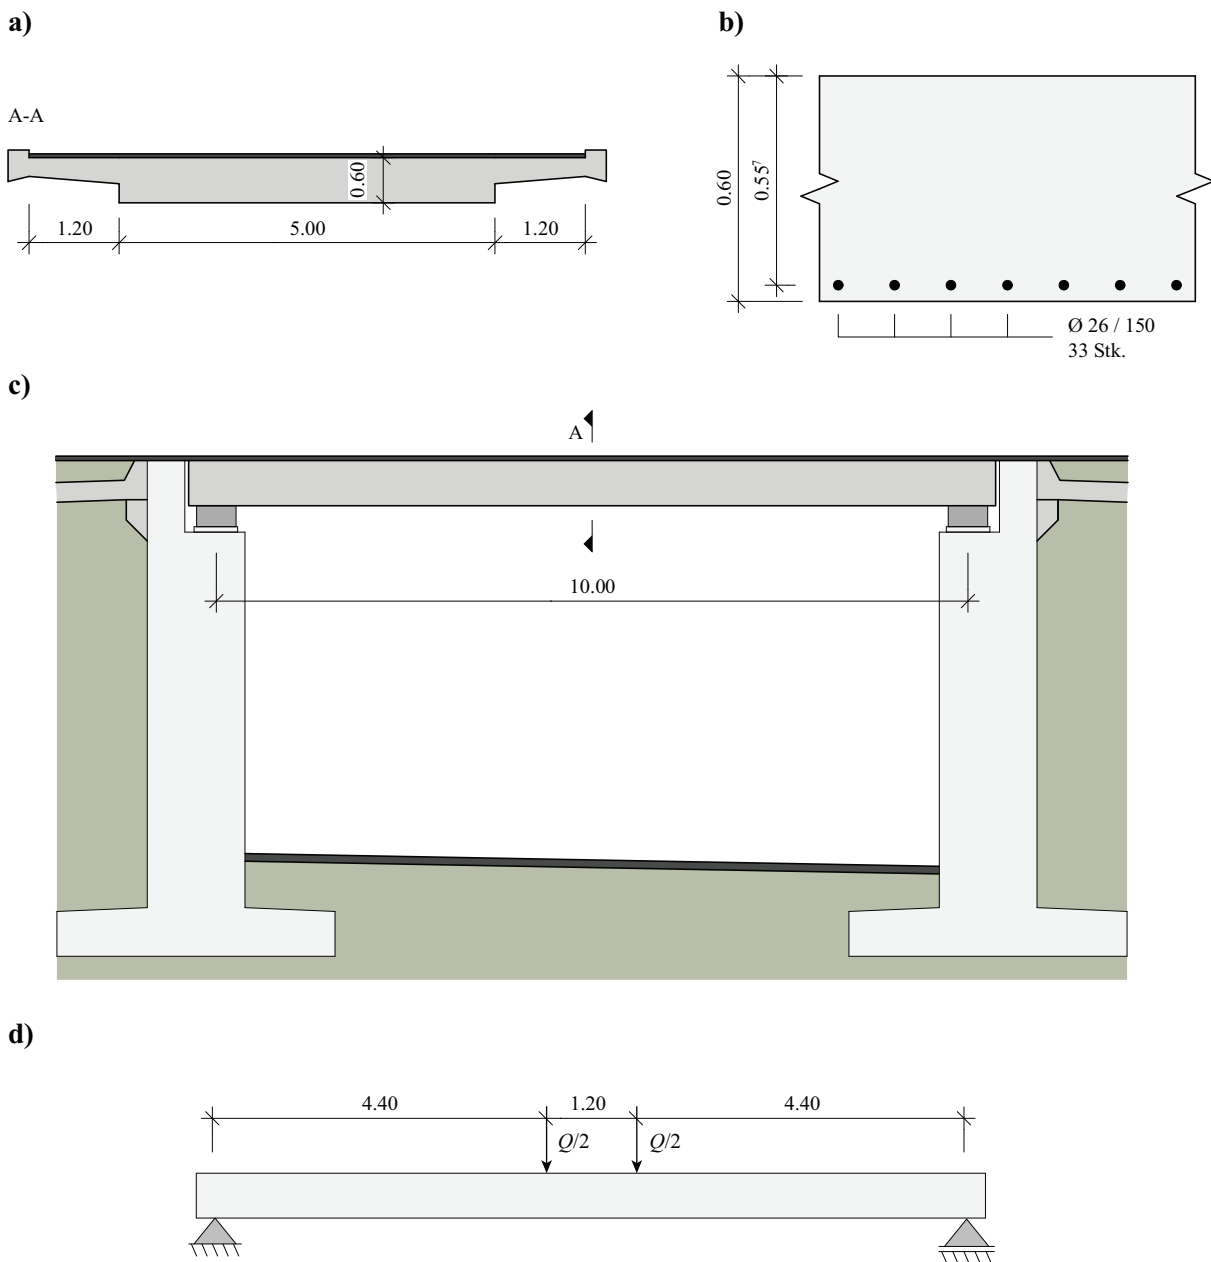 a)
A-A
0.60
1.20
5.00
1.20
b)
0.60
0.55⁷
Ø 26 / 150
33 Stk.
c)
A
10.00
d)
4.40
1.20
4.40
Q/2
Q/2